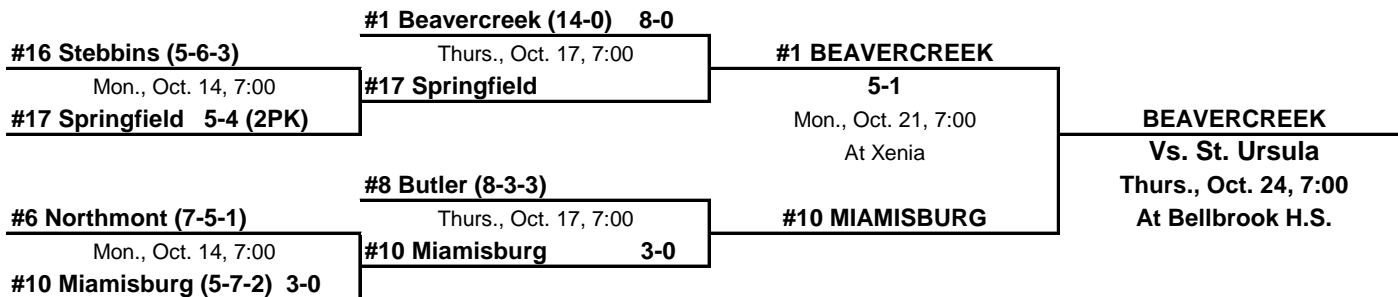 #1 Beavercreek (14-0) 8-0
#16 Stebbins (5-6-3)
Thurs., Oct. 17, 7:00
#1 BEAVERCREEK
Mon., Oct. 14, 7:00
#17 Springfield
5-1
#17 Springfield 5-4 (2PK)
Mon., Oct. 21, 7:00
BEAVERCREEK
At Xenia
Vs. St. Ursula
#8 Butler (8-3-3)
Thurs., Oct. 24, 7:00
#6 Northmont (7-5-1)
Thurs., Oct. 17, 7:00
#10 MIAMISBURG
At Bellbrook H.S.
Mon., Oct. 14, 7:00
#10 Miamisburg 3-0
#10 Miamisburg (5-7-2) 3-0